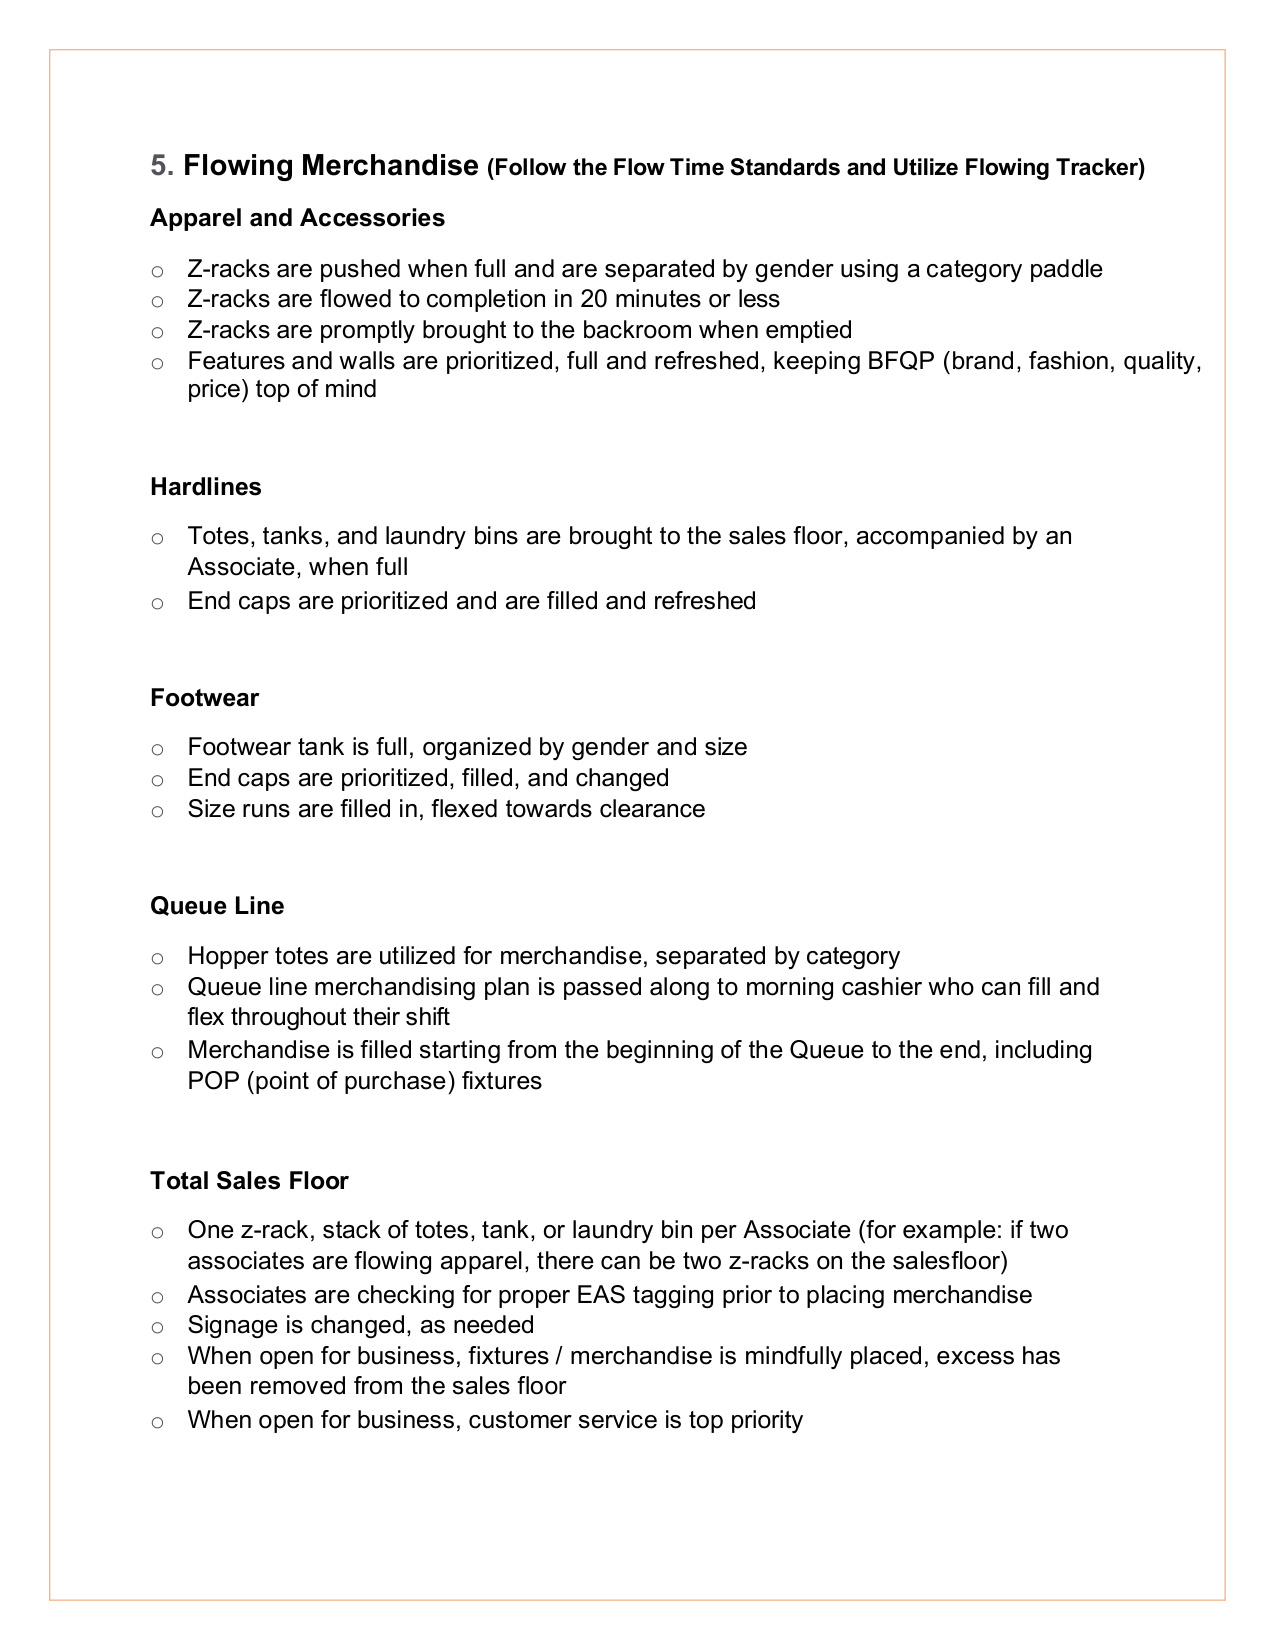 5. Flowing Merchandise (Follow the Flow Time Standards and Utilize Flowing Tracker)
Apparel and Accessories
○ Z-racks are pushed when full and are separated by gender using a category paddle
○ Z-racks are flowed to completion in 20 minutes or less
○ Z-racks are promptly brought to the backroom when emptied
○ Features and walls are prioritized, full and refreshed, keeping BFQP (brand, fashion, quality,
price) top of mind
Hardlines
○ Totes, tanks, and laundry bins are brought to the sales floor, accompanied by an
Associate, when full
○ End caps are prioritized and are filled and refreshed
Footwear
○ Footwear tank is full, organized by gender and size
○ End caps are prioritized, filled, and changed
○ Size runs are filled in, flexed towards clearance
Queue Line
○ Hopper totes are utilized for merchandise, separated by category
○ Queue line merchandising plan is passed along to morning cashier who can fill and
flex throughout their shift
○ Merchandise is filled starting from the beginning of the Queue to the end, including
POP (point of purchase) fixtures
Total Sales Floor
○ One z-rack, stack of totes, tank, or laundry bin per Associate (for example: if two
associates are flowing apparel, there can be two z-racks on the salesfloor)
○ Associates are checking for proper EAS tagging prior to placing merchandise
○ Signage is changed, as needed
○ When open for business, fixtures / merchandise is mindfully placed, excess has
been removed from the sales floor
○ When open for business, customer service is top priority